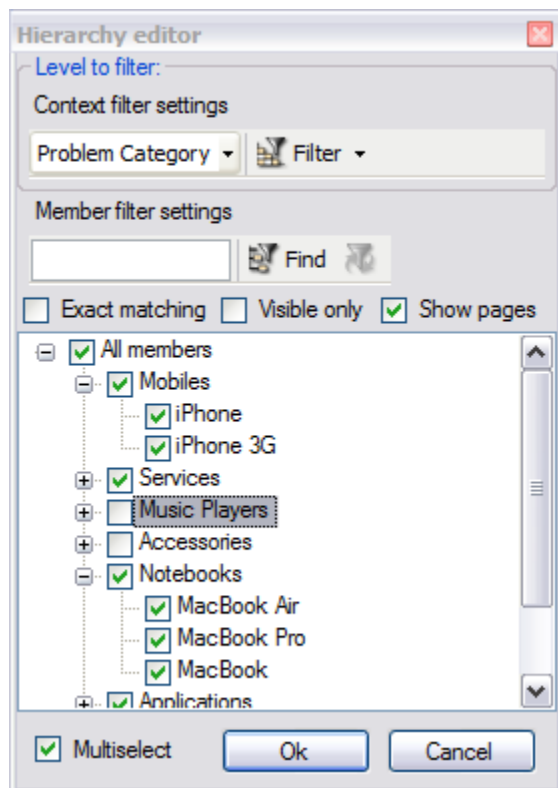 Hierarchy editor
Level to filter:
Context filter settings
Problem Category Filter
Member filter settings
Find
Exact matching Visible only Show pages
All members
Mobiles
iPhone
iPhone 3G
Services
Music Players
Accessories
Notebooks
MacBook Air
MacBook Pro
MacBook
Applications
Multiselect Ok Cancel